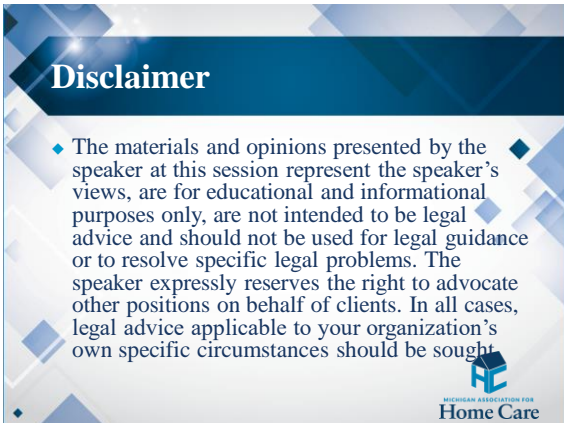 Disclaimer
The materials and opinions presented by the
speaker at this session represent the speaker's
views, are for educational and informational
purposes only, are not intended to be legal
advice and should not be used for legal guidance
or to resolve specific legal problems. The
speaker expressly reserves the right to advocate
other positions on behalf of clients. In all cases,
legal advice applicable to your organization's
own specific circumstances should be sought
HC
MICHIGAN ASSOCIATION FOR
Home Care